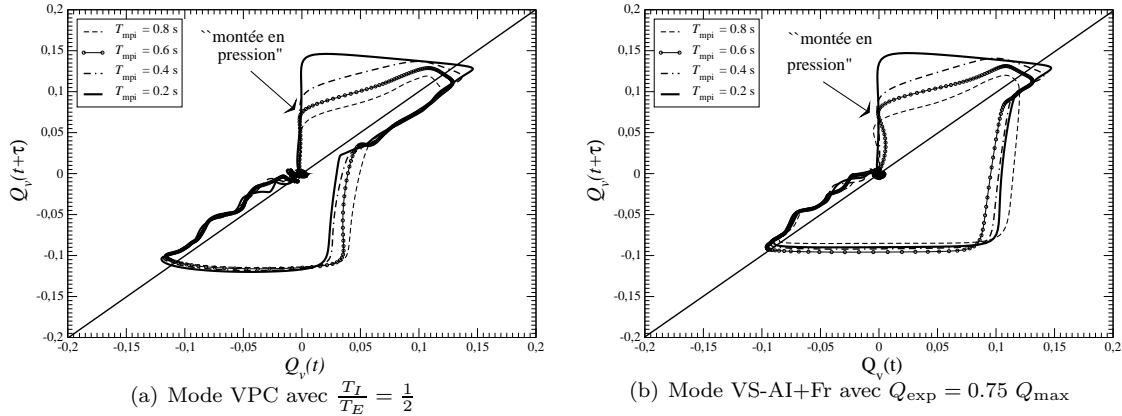 T_mpi = 0.8 s
T_mpi = 0.6 s
T_mpi = 0.4 s
T_mpi = 0.2 s
``montée en
pression"
0,2
0,15
0,1
0,05
0
-0,05
-0,1
-0,15
-0,2
Q_v(t+τ)
-0,2 -0,15 -0,1 -0,05 0 0,05 0,1 0,15 0,2
Q_v(t)
(a) Mode VPC avec T_I/T_E = 1/2
T_mpi = 0.8 s
T_mpi = 0.6 s
T_mpi = 0.4 s
T_mpi = 0.2 s
``montée en
pression"
0,2
0,15
0,1
0,05
0
-0,05
-0,1
-0,15
-0,2
Q_v(t+τ)
-0,2 -0,15 -0,1 -0,05 0 0,05 0,1 0,15 0,2
Q_v(t)
(b) Mode VS-AI+Fr avec Q_exp = 0.75 Q_max